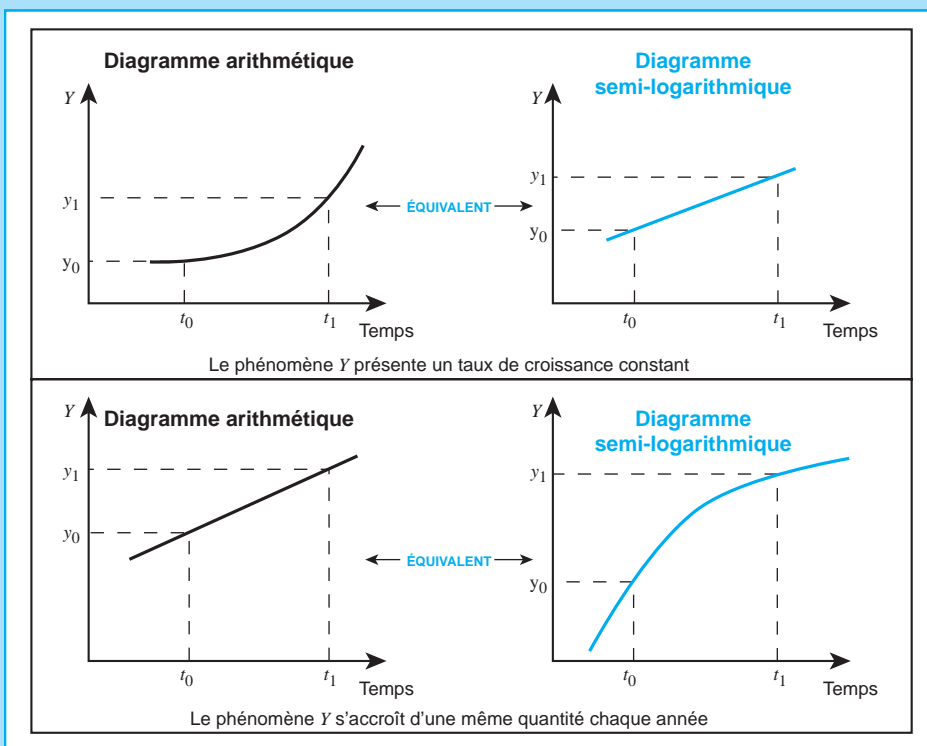 Diagramme arithmétique
Y
y1
y0
t0
t1
Temps
ÉQUIVALENT
Diagramme
semi-logarithmique
Y
y1
y0
t0
t1
Temps
Le phénomène Y présente un taux de croissance constant
Diagramme arithmétique
Y
y1
y0
t0
t1
Temps
ÉQUIVALENT
Diagramme
semi-logarithmique
Y
y1
y0
t0
t1
Temps
Le phénomène Y s'accroît d'une même quantité chaque année